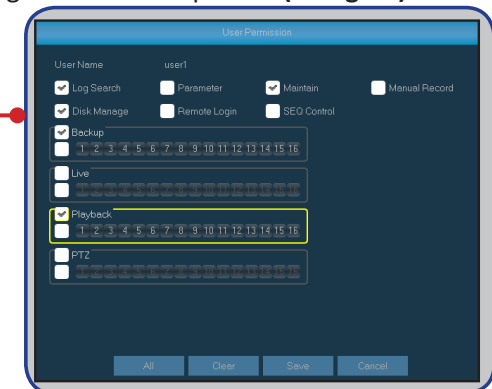 User Permission
User Name user1
Log Search Parameter Maintain Manual Record
Disk Manage Remote Login SEQ Control
Backup
1 2 3 4 5 6 7 8 9 10 11 12 13 14 15 16
Live
Playback
1 2 3 4 5 6 7 8 9 10 11 12 13 14 15 16
PTZ
All Clear Save Cancel